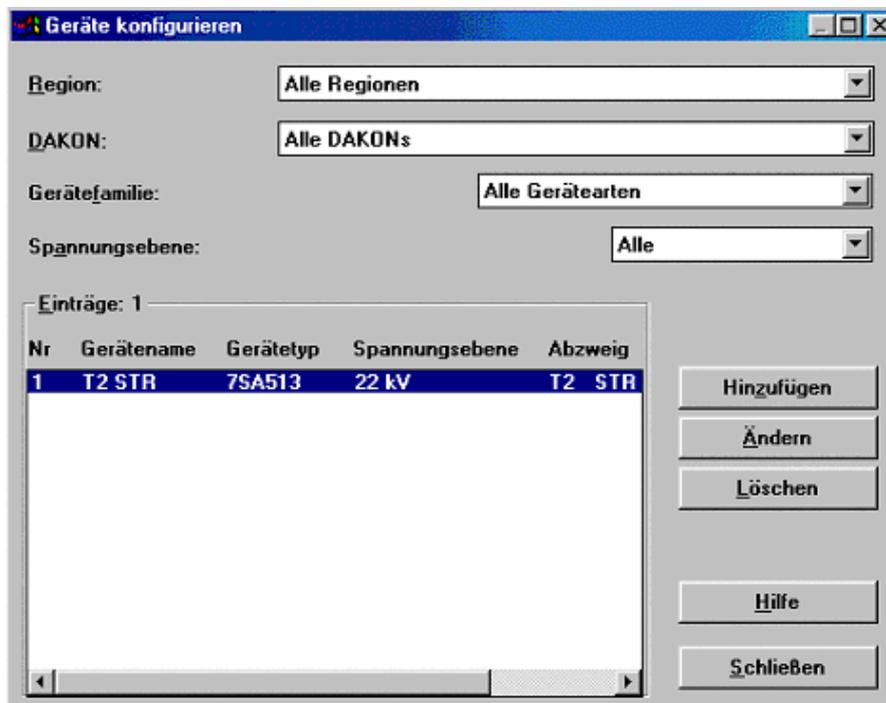 Geräte konfigurieren
Region: Alle Regionen
DAKON: Alle DAKONs
Gerätefamilie: Alle Gerätearten
Spannungsebene: Alle
Einträge: 1
Nr Gerätename Gerätetyp Spannungsebene Abzweig
1 T2 STR 7SA513 22 kV T2 STR
Hinzufügen
Ändern
Löschen
Hilfe
Schließen